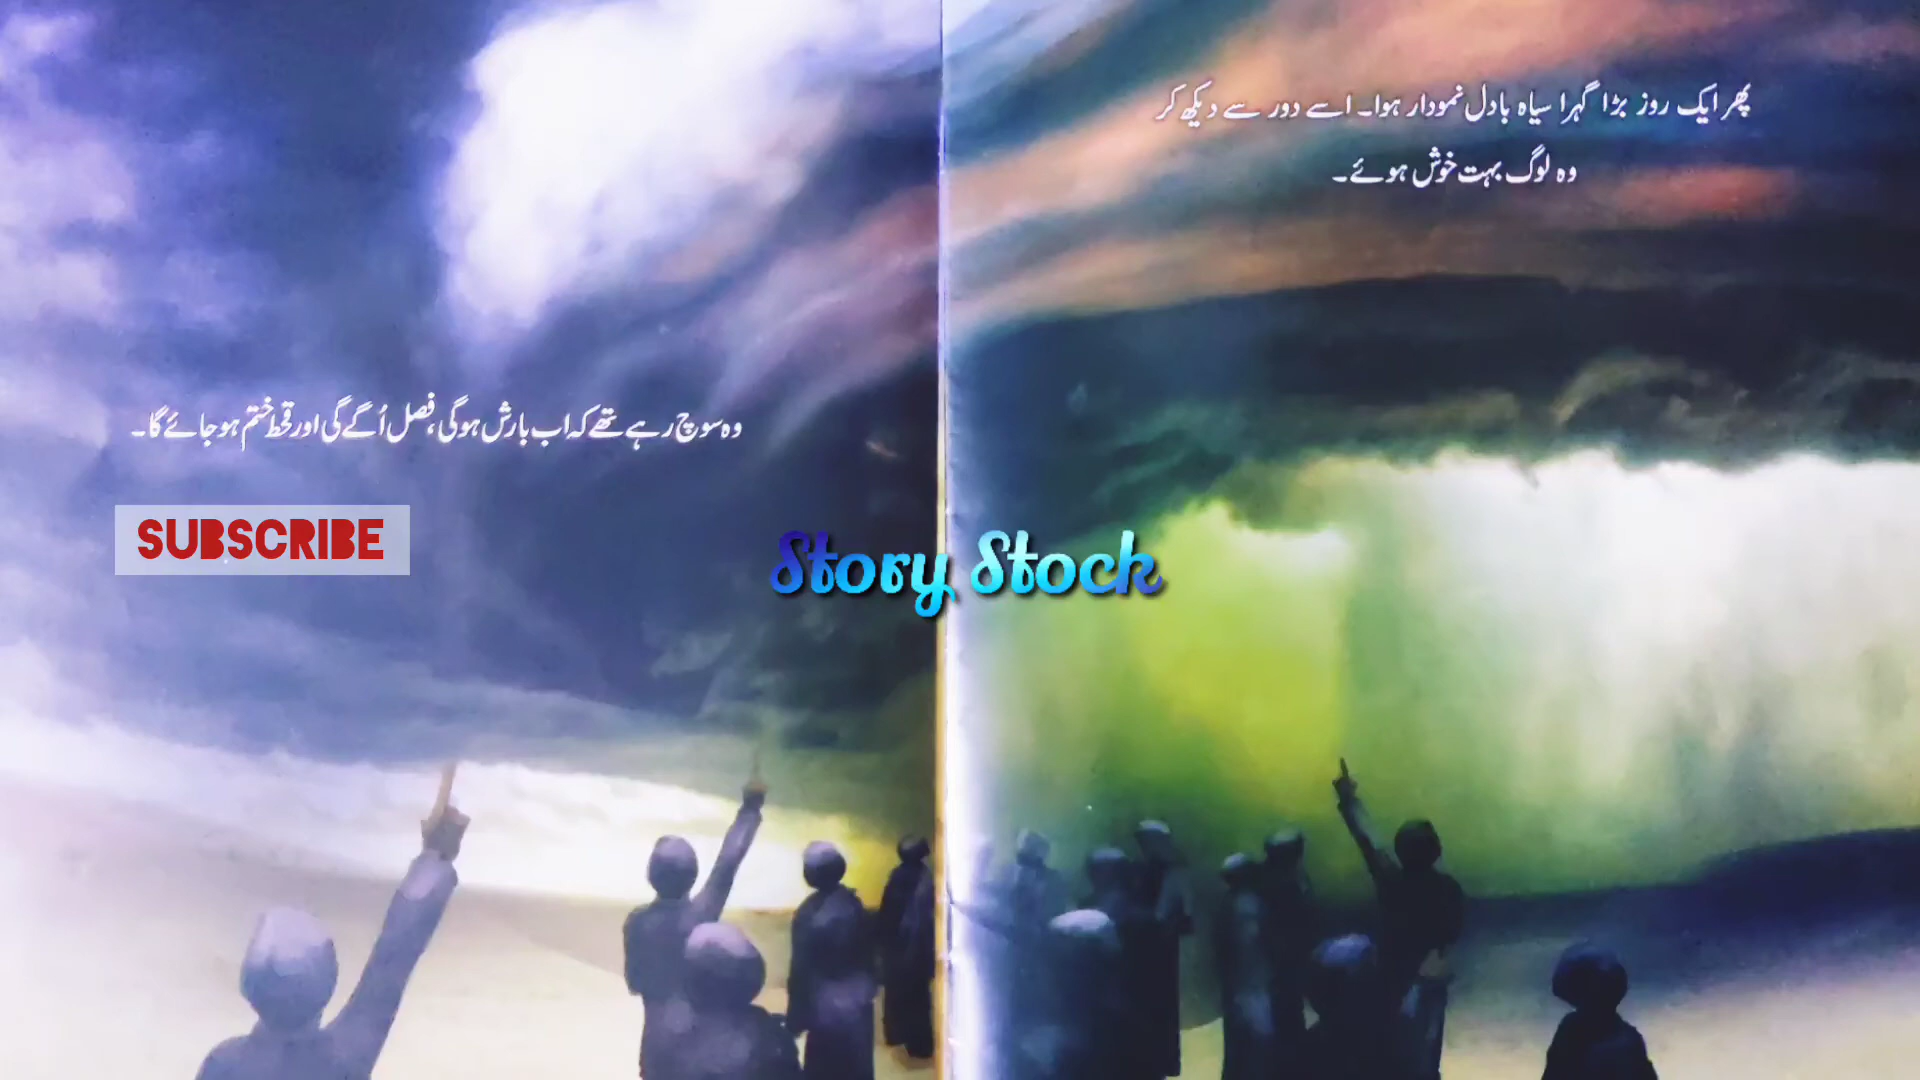 پھر ایک روز بڑا گہرا سیاہ بادل نمودار ہوا۔ اسے دور سے دیکھ کر
وہ لوگ بہت خوش ہوئے۔
وہ سوچ رہے تھے کہ اب بارش ہوگی، فصل اُگے گی اور قحط ختم ہو جائے گا۔
SUBSCRIBE
Story Stock